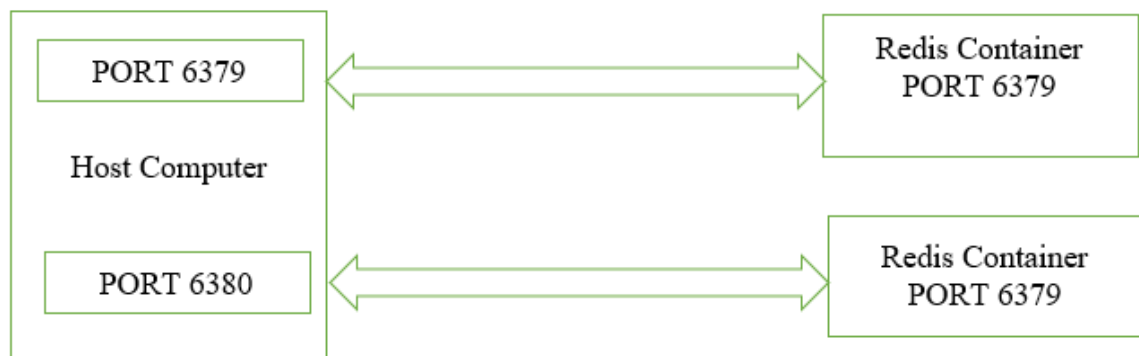 PORT 6379
Host Computer
PORT 6380
Redis Container
PORT 6379
Redis Container
PORT 6379